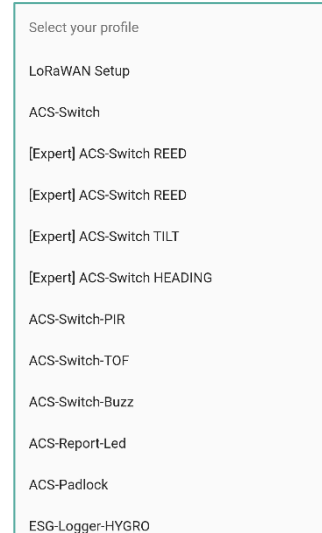 Select your profile
LoRaWAN Setup
ACS-Switch
[Expert] ACS-Switch REED
[Expert] ACS-Switch REED
[Expert] ACS-Switch TILT
[Expert] ACS-Switch HEADING
ACS-Switch-PIR
ACS-Switch-TOF
ACS-Switch-Buzz
ACS-Report-Led
ACS-Padlock
ESG-Logger-HYGRO